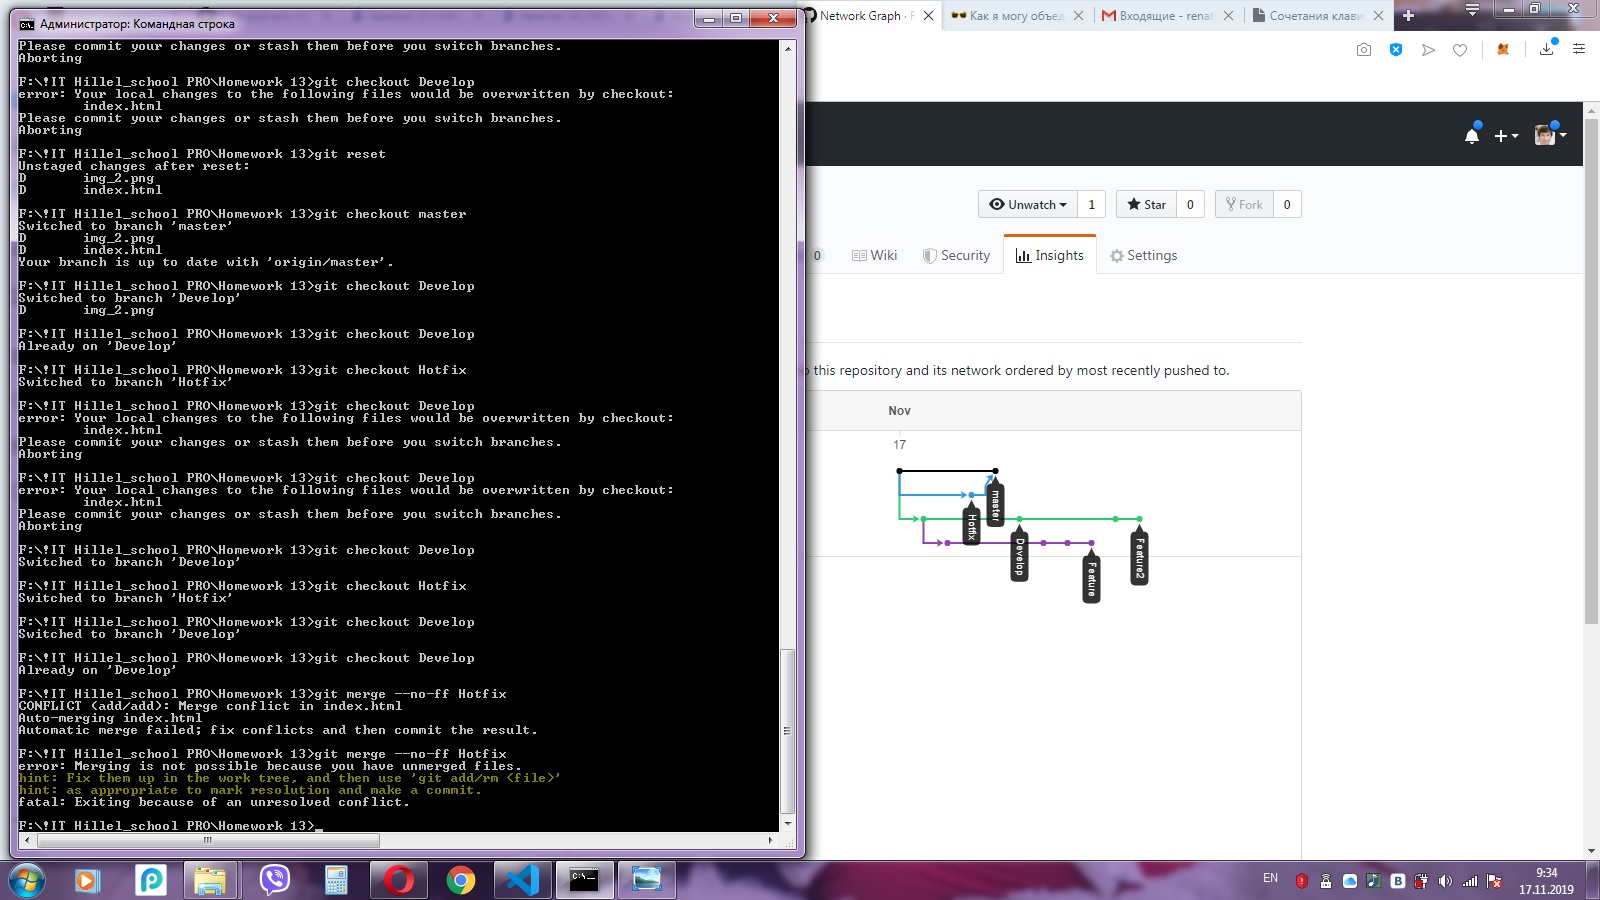 Администратор: Командная строка
Please commit your changes or stash them before you switch branches.
Aborting
F:\!IT Hillel_school PRO\Homework 13>git checkout Develop
error: Your local changes to the following files would be overwritten by checkout:
index.html
Please commit your changes or stash them before you switch branches.
Aborting
F:\!IT Hillel_school PRO\Homework 13>git reset
Unstaged changes after reset:
D img_2.png
D index.html
F:\!IT Hillel_school PRO\Homework 13>git checkout master
Switched to branch 'master'
D img_2.png
D index.html
Your branch is up to date with 'origin/master'.
F:\!IT Hillel_school PRO\Homework 13>git checkout Develop
Switched to branch 'Develop'
D img_2.png
F:\!IT Hillel_school PRO\Homework 13>git checkout Develop
Already on 'Develop'
F:\!IT Hillel_school PRO\Homework 13>git checkout Hotfix
Switched to branch 'Hotfix'
F:\!IT Hillel_school PRO\Homework 13>git checkout Develop
error: Your local changes to the following files would be overwritten by checkout:
index.html
Please commit your changes or stash them before you switch branches.
Aborting
F:\!IT Hillel_school PRO\Homework 13>git checkout Develop
error: Your local changes to the following files would be overwritten by checkout:
index.html
Please commit your changes or stash them before you switch branches.
Aborting
F:\!IT Hillel_school PRO\Homework 13>git checkout Develop
Switched to branch 'Develop'
F:\!IT Hillel_school PRO\Homework 13>git checkout Hotfix
Switched to branch 'Hotfix'
F:\!IT Hillel_school PRO\Homework 13>git checkout Develop
Switched to branch 'Develop'
F:\!IT Hillel_school PRO\Homework 13>git checkout Develop
Already on 'Develop'
F:\!IT Hillel_school PRO\Homework 13>git merge --no-ff Hotfix
CONFLICT (add/add): Merge conflict in index.html
Auto-merging index.html
Automatic merge failed; fix conflicts and then commit the result.
F:\!IT Hillel_school PRO\Homework 13>git merge --no-ff Hotfix
error: Merging is not possible because you have unmerged files.
hint: Fix them up in the work tree, and then use 'git add/rm <file>'
hint: as appropriate to mark resolution and make a commit.
fatal: Exiting because of an unresolved conflict.
F:\!IT Hillel_school PRO\Homework 13>_
Network Graph · Как я могу объед Входящие - renat Сочетания клави
Unwatch 1 Star 0 Fork 0
0 Wiki Security Insights Settings
this repository and its network ordered by most recently pushed to.
Nov
17
master
Hotfix
Develop
Feature
Feature2
EN
9:34
17.11.2019